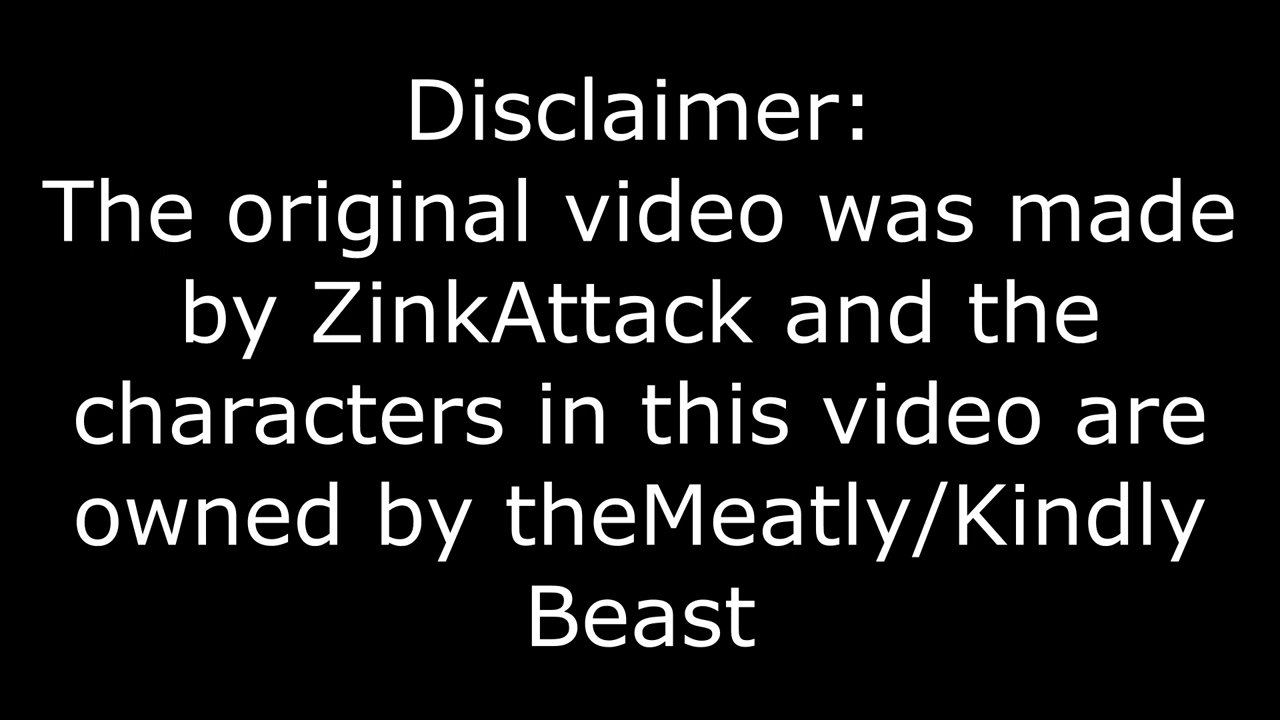 Disclaimer:
The original video was made
by ZinkAttack and the
characters in this video are
owned by theMeatly/Kindly
Beast